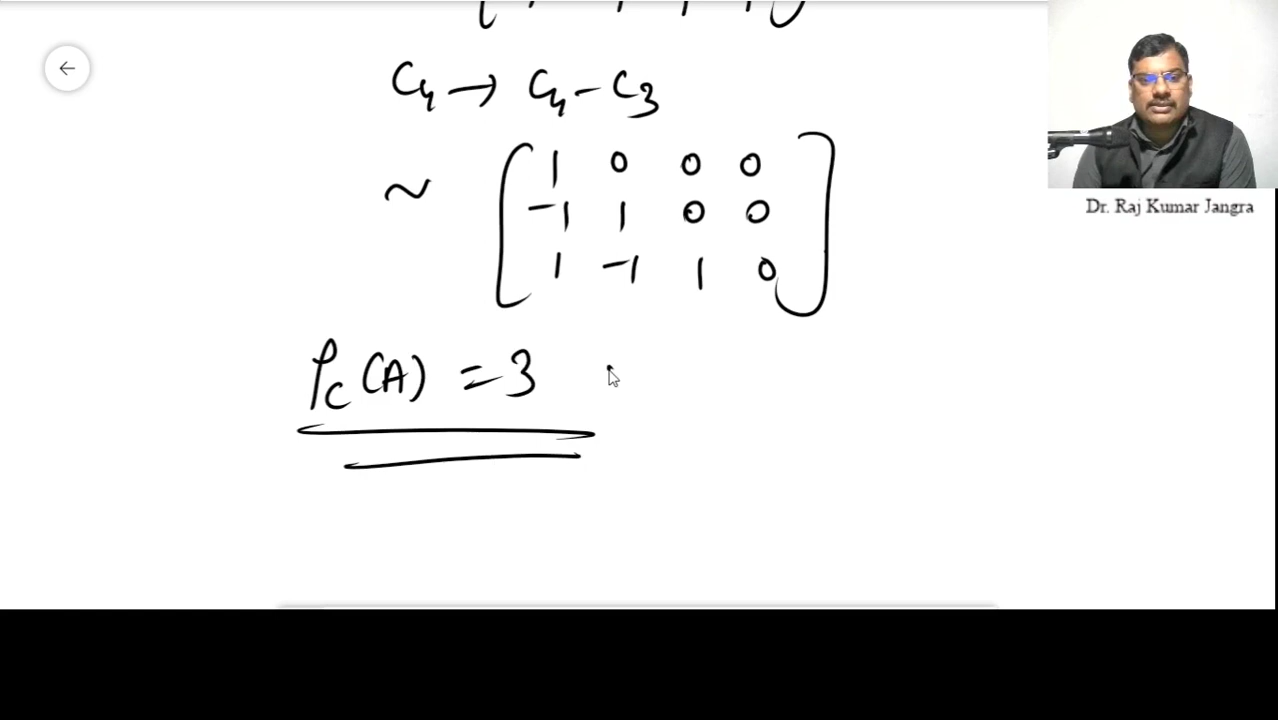 C4 → C4 - C3
~ [ 1 0 0 0
-1 1 0 0
1 -1 1 0 ]
ρC (A) = 3
Dr. Raj Kumar Jangra